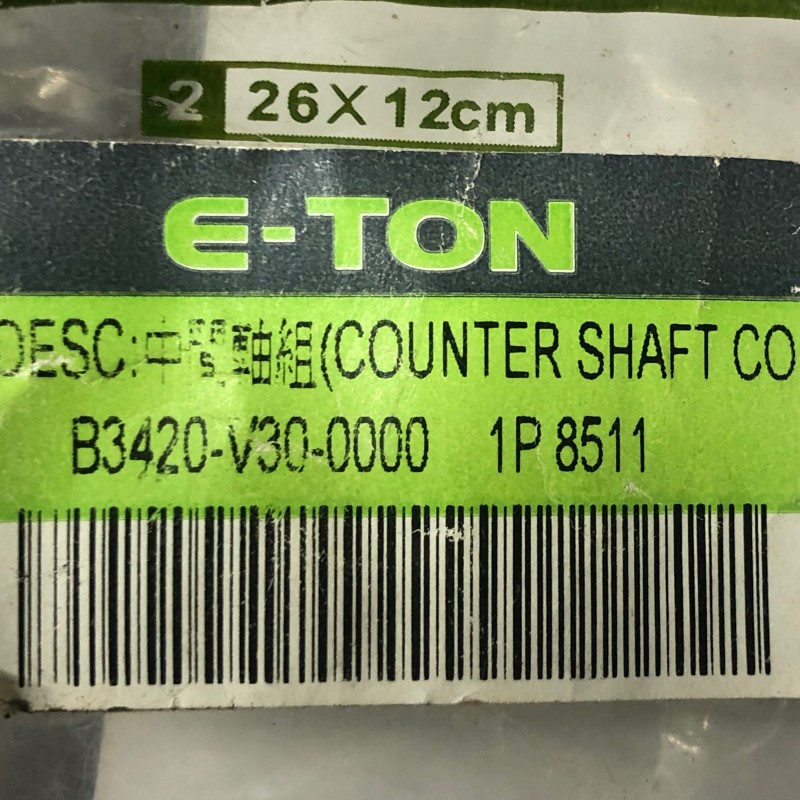 -2 26X12cm
E-TON
DESC:中間軸組(COUNTER SHAFT CO
B3420-V30-0000 1P 8511